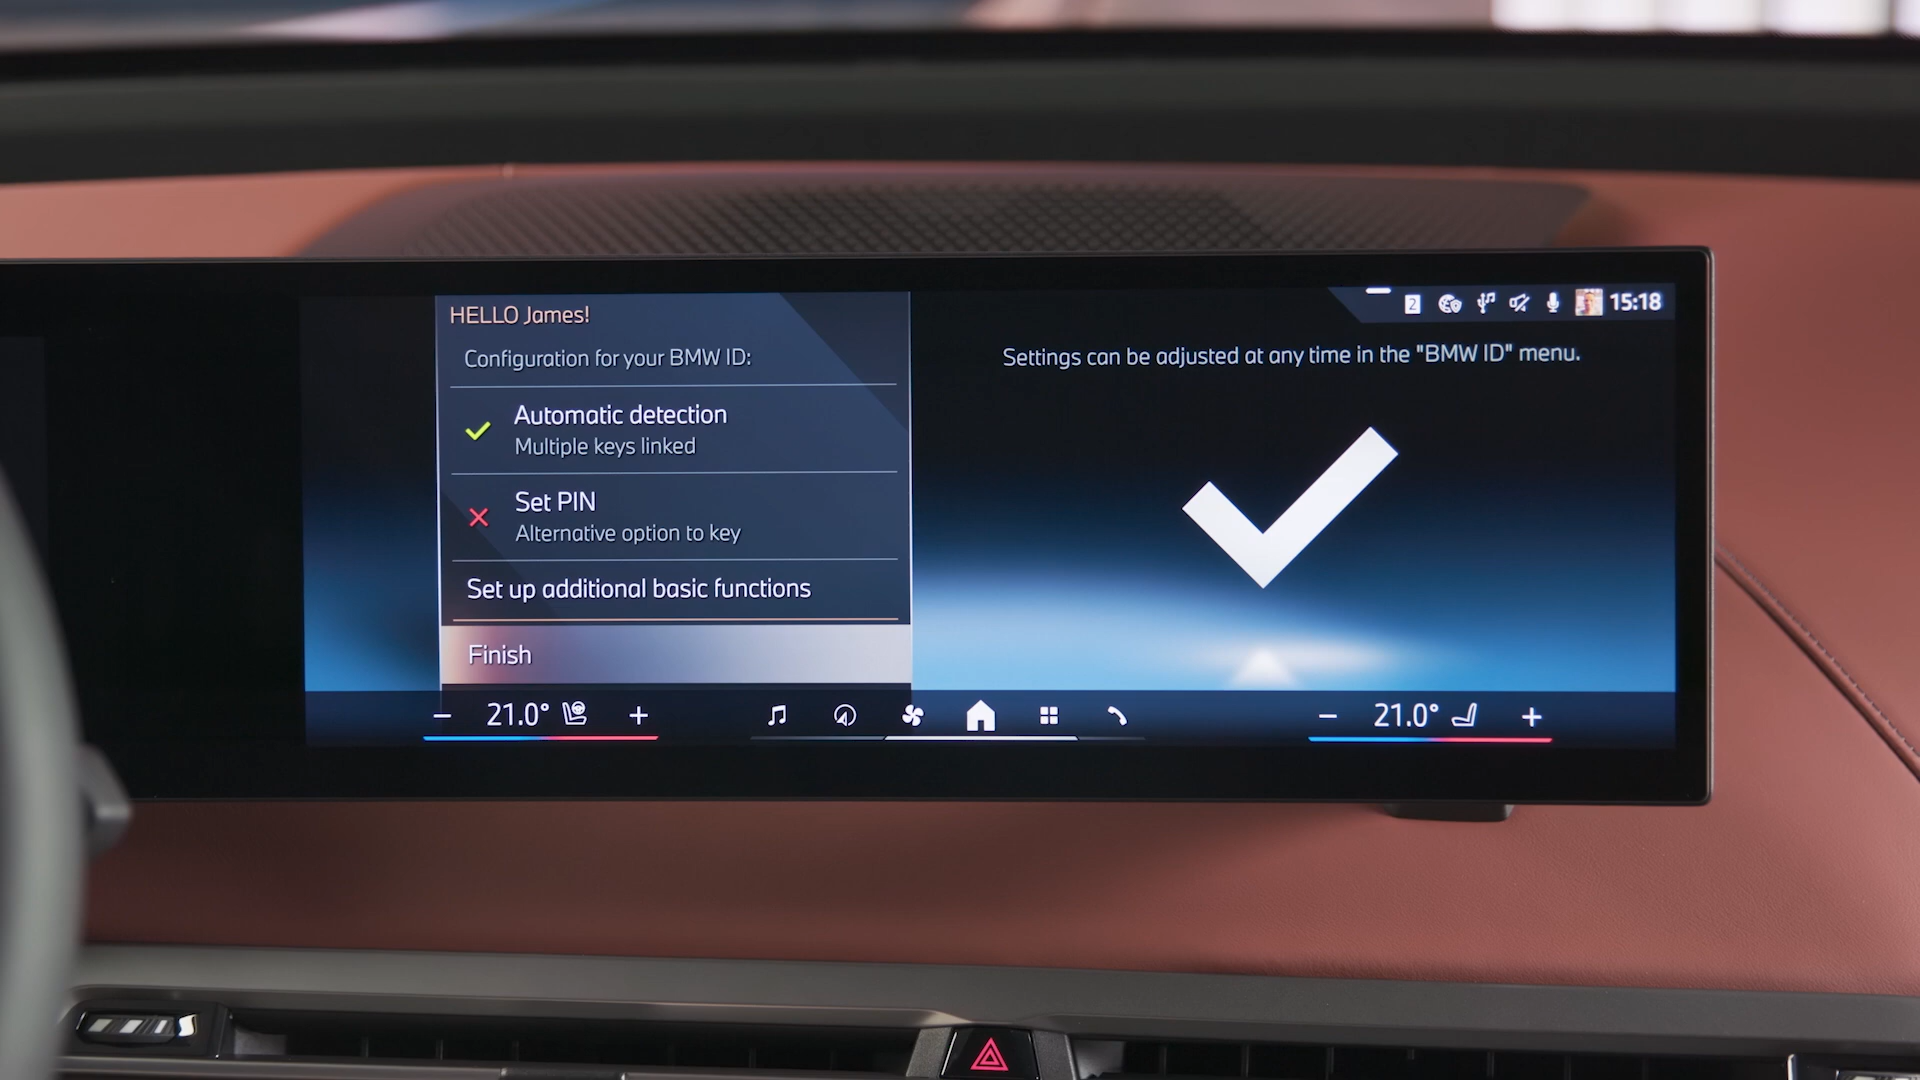 HELLO James!
Configuration for your BMW ID:
Automatic detection
Multiple keys linked
Set PIN
Alternative option to key
Set up additional basic functions
Finish
2
15:18
Settings can be adjusted at any time in the "BMW ID" menu.
− 21.0° +
− 21.0° +